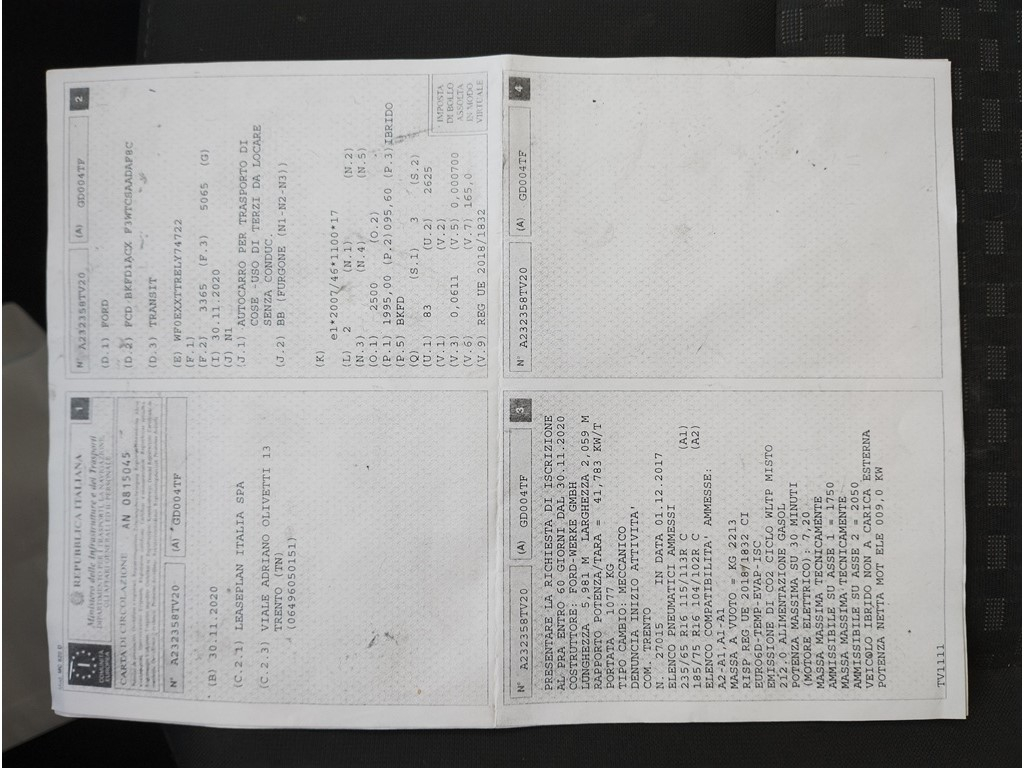 REPUBBLICA ITALIANA
Ministero delle Infrastrutture e dei Trasporti
CARTA DI CIRCOLAZIONE AN 0815045
1
N° A232358TV20 (A) GD004TF
(B) 30.11.2020
(C.2.1) LEASEPLAN ITALIA SPA
(C.2.3) VIALE ADRIANO OLIVETTI 13
TRENTO (TN)
(06496050151)
N° A232358TV20 (A) GD004TF
2
(D.1) FORD
(D.2) FCD BKFD1ACX F3WTCSAADAF8C
(D.3) TRANSIT
(E) WF0EXXTTRELY74722
(F.1)
(F.2) 3365 (F.3) 5065 (G)
(I) 30.11.2020
(J) N1
(J.1) AUTOCARRO PER TRASPORTO DI
COSE -USO DI TERZI DA LOCARE
SENZA CONDUC.
(J.2) BB (FURGONE (N1-N2-N3))
(K) e1*2007/46*1100*17
(L) 2 (N.1) (N.2)
(N.3) (N.4) (N.5)
(O.1) 2500 (O.2)
(P.1) 1995,00 (P.2)095,60 (P.3)IBRIDO
(P.5) BKFD
(Q) (S.1) 3 (S.2)
(U.1) 83 (U.2) 2625
(V.1) (V.2)
(V.3) 0,0611 (V.5) 0,000700
(V.6) (V.7) 165,0
(V.9) REG UE 2018/1832
IMPOSTA
DI BOLLO
ASSOLTA
IN MODO
VIRTUALE
N° A232358TV20 (A) GD004TF
3
PRESENTARE LA RICHIESTA DI ISCRIZIONE
AL PRA ENTRO 60 GIORNI DAL 30.11.2020
COSTRUTTORE: FORD-WERKE GMBH
LUNGHEZZA 5,981 M LARGHEZZA 2,059 M
RAPPORTO POTENZA/TARA = 41,783 KW/T
PORTATA 1077 KG
TIPO CAMBIO: MECCANICO
DENUNCIA INIZIO ATTIVITA'
COM. TRENTO
N. 27015 IN DATA 01.12.2017
ELENCO PNEUMATICI AMMESSI
235/65 R16 115/113R C (A1)
185/75 R16 104/102R C (A2)
ELENCO COMPATIBILITA' AMMESSE:
A2-A1,A1-A1
MASSA A VUOTO = KG 2213
RISP REG UE 2018/1832 CI
EURO6D-TEMP-EVAP-ISC
EMISSIONE DI CO2 CICLO WLTP MISTO
217,0 ALIMENTAZIONE GASOL
POTENZA MASSIMA SU 30 MINUTI
(MOTORE ELETTRICO): 7,20
MASSA MASSIMA TECNICAMENTE
AMMISSIBILE SU ASSE 1 = 1750
MASSA MASSIMA TECNICAMENTE
AMMISSIBILE SU ASSE 2 = 2050
VEICOLO IBRIDO NON A CARICA ESTERNA
POTENZA NETTA MOT ELE 009,0 KW
TV1111
N° A232358TV20 (A) GD004TF
4